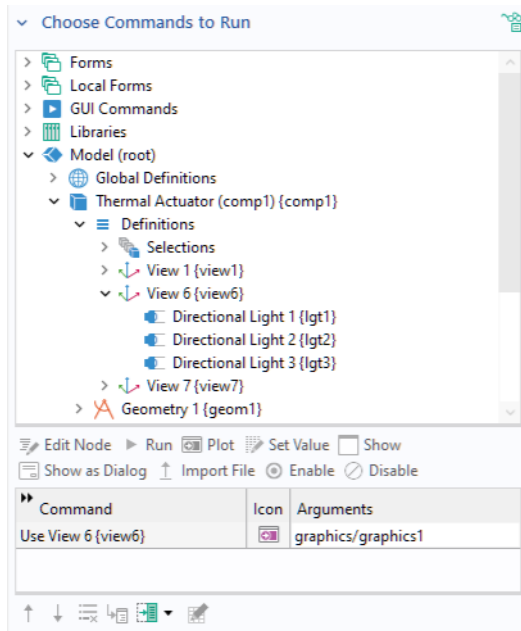 Choose Commands to Run
Forms
Local Forms
GUI Commands
Libraries
Model (root)
Global Definitions
Thermal Actuator (comp1) {comp1}
Definitions
Selections
View 1 {view1}
View 6 {view6}
Directional Light 1 {lgt1}
Directional Light 2 {lgt2}
Directional Light 3 {lgt3}
View 7 {view7}
Geometry 1 {geom1}
Edit Node Run Plot Set Value Show
Show as Dialog Import File Enable Disable
Command Icon Arguments
Use View 6 {view6} graphics/graphics1